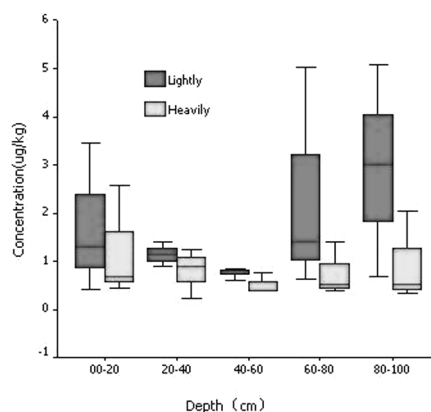 6
5
4
3
2
1
0
-1
Concentration(ug/kg)
Lightly
Heavily
00-20 20-40 40-60 60-80 80-100
Depth（cm）